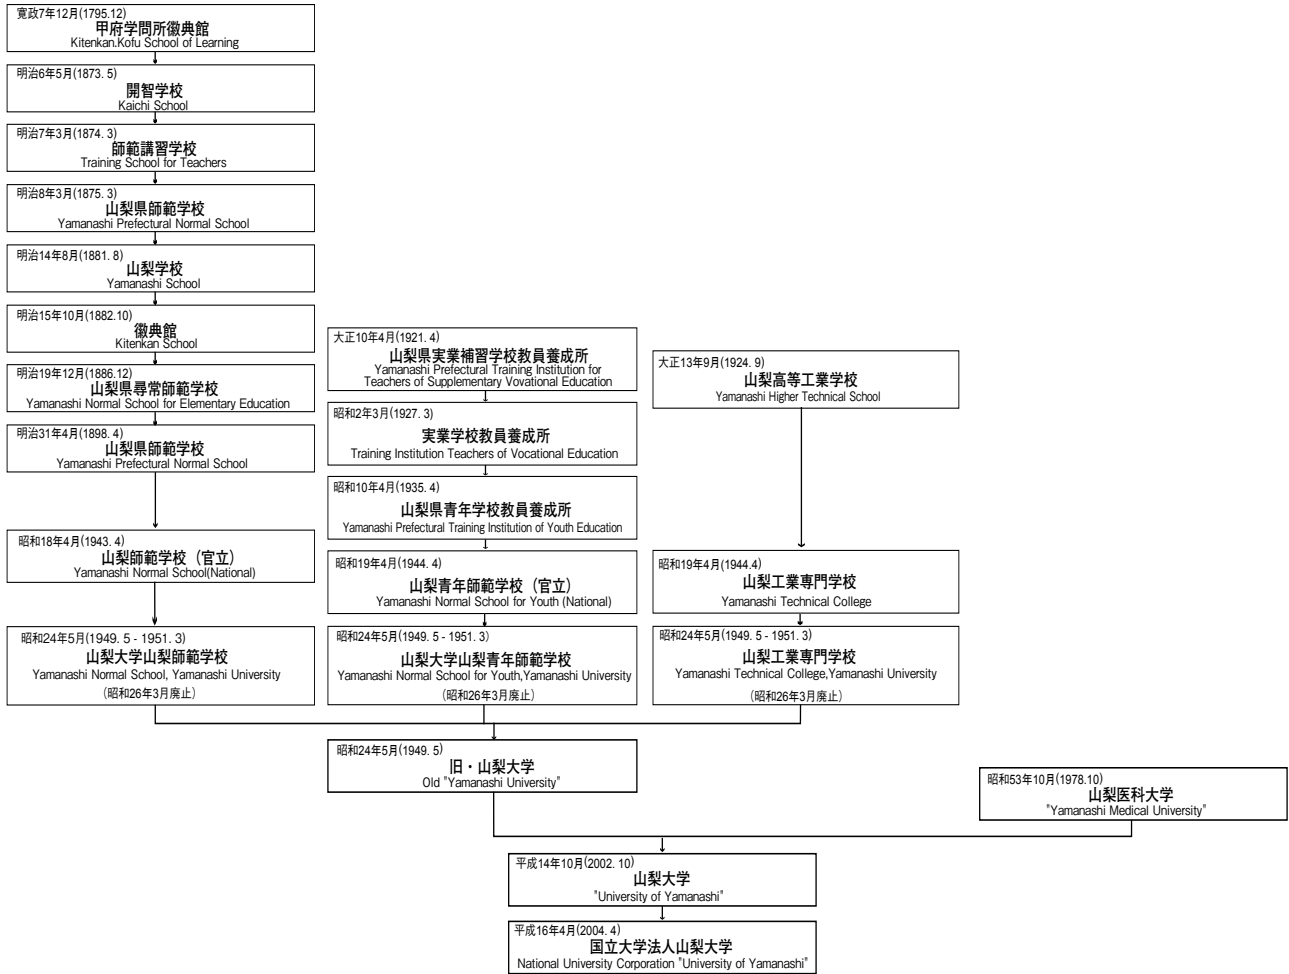 寛政7年12月(1795.12)
甲府学問所徽典館
Kitenkan.Kofu School of Learning
明治6年5月(1873. 5)
開智学校
Kaichi School
明治7年3月(1874. 3)
師範講習学校
Training School for Teachers
明治8年3月(1875. 3)
山梨県師範学校
Yamanashi Prefectural Normal School
明治14年8月(1881. 8)
山梨学校
Yamanashi School
明治15年10月(1882.10)
徽典館
Kitenkan School
明治19年12月(1886.12)
山梨県尋常師範学校
Yamanashi Normal School for Elementary Education
明治31年4月(1898. 4)
山梨県師範学校
Yamanashi Prefectural Normal School
昭和18年4月(1943. 4)
山梨師範学校（官立）
Yamanashi Normal School(National)
昭和24年5月(1949. 5 - 1951. 3)
山梨大学山梨師範学校
Yamanashi Normal School, Yamanashi University
（昭和26年3月廃止）
大正10年4月(1921. 4)
山梨県実業補習学校教員養成所
Yamanashi Prefectural Training Institution for
Teachers of Supplementary Vovational Education
昭和2年3月(1927. 3)
実業学校教員養成所
Training Institution Teachers of Vocational Education
昭和10年4月(1935. 4)
山梨県青年学校教員養成所
Yamanashi Prefectural Training Institution of Youth Education
昭和19年4月(1944. 4)
山梨青年師範学校（官立）
Yamanashi Normal School for Youth (National)
昭和24年5月(1949. 5 - 1951. 3)
山梨大学山梨青年師範学校
Yamanashi Normal School for Youth,Yamanashi University
（昭和26年3月廃止）
大正13年9月(1924. 9)
山梨高等工業学校
Yamanashi Higher Technical School
昭和19年4月(1944.4)
山梨工業専門学校
Yamanashi Technical College
昭和24年5月(1949. 5 - 1951. 3)
山梨工業専門学校
Yamanashi Technical College,Yamanashi University
（昭和26年3月廃止）
昭和24年5月(1949. 5)
旧・山梨大学
Old "Yamanashi University"
昭和53年10月(1978.10)
山梨医科大学
"Yamanashi Medical University"
平成14年10月(2002. 10)
山梨大学
"University of Yamanashi"
平成16年4月(2004. 4)
国立大学法人山梨大学
National University Corporation "University of Yamanashi"